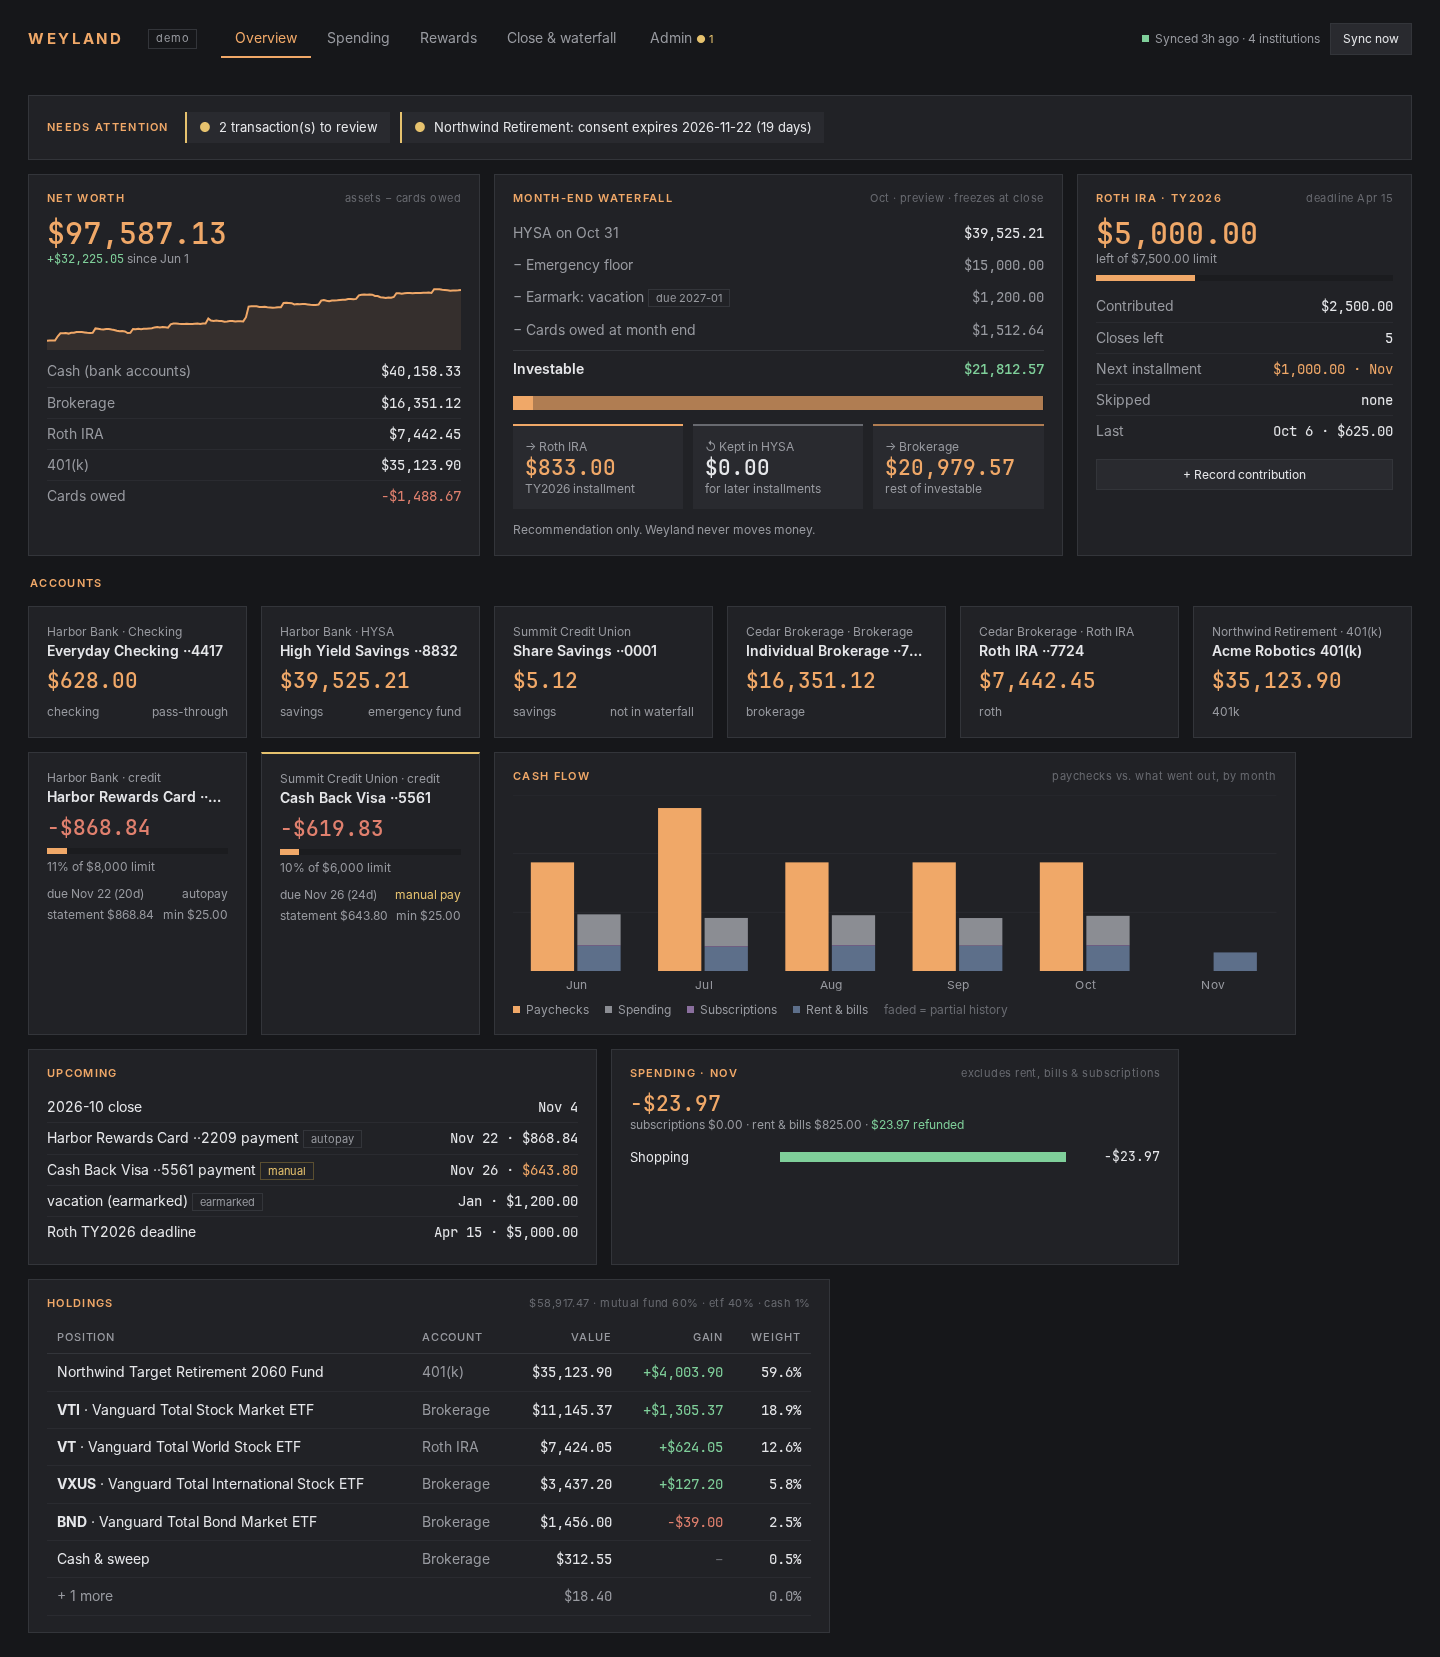 WEYLAND demo Overview Spending Rewards Close & waterfall Admin 1 Synced 3h ago · 4 institutions Sync now
NEEDS ATTENTION 2 transaction(s) to review Northwind Retirement: consent expires 2026-11-22 (19 days)
NET WORTH assets – cards owed
$97,587.13
+$32,225.05 since Jun 1
Cash (bank accounts) $40,158.33
Brokerage $16,351.12
Roth IRA $7,442.45
401(k) $35,123.90
Cards owed -$1,488.67
MONTH-END WATERFALL Oct · preview · freezes at close
HYSA on Oct 31 $39,525.21
– Emergency floor $15,000.00
– Earmark: vacation due 2027-01 $1,200.00
– Cards owed at month end $1,512.64
Investable $21,812.57
→ Roth IRA
$833.00
TY2026 installment
↺ Kept in HYSA
$0.00
for later installments
→ Brokerage
$20,979.57
rest of investable
Recommendation only. Weyland never moves money.
ROTH IRA · TY2026 deadline Apr 15
$5,000.00
left of $7,500.00 limit
Contributed $2,500.00
Closes left 5
Next installment $1,000.00 · Nov
Skipped none
Last Oct 6 · $625.00
+ Record contribution
ACCOUNTS
Harbor Bank · Checking
Everyday Checking ··4417
$628.00
checking pass-through
Harbor Bank · HYSA
High Yield Savings ··8832
$39,525.21
savings emergency fund
Summit Credit Union
Share Savings ··0001
$5.12
savings not in waterfall
Cedar Brokerage · Brokerage
Individual Brokerage ··7...
$16,351.12
brokerage
Cedar Brokerage · Roth IRA
Roth IRA ··7724
$7,442.45
roth
Northwind Retirement · 401(k)
Acme Robotics 401(k)
$35,123.90
401k
Harbor Bank · credit
Harbor Rewards Card ··...
-$868.84
11% of $8,000 limit
due Nov 22 (20d) autopay
statement $868.84 min $25.00
Summit Credit Union · credit
Cash Back Visa ··5561
-$619.83
10% of $6,000 limit
due Nov 26 (24d) manual pay
statement $643.80 min $25.00
CASH FLOW paychecks vs. what went out, by month
Jun Jul Aug Sep Oct Nov
Paychecks Spending Subscriptions Rent & bills faded = partial history
UPCOMING
2026-10 close Nov 4
Harbor Rewards Card ··2209 payment autopay Nov 22 · $868.84
Cash Back Visa ··5561 payment manual Nov 26 · $643.80
vacation (earmarked) earmarked Jan · $1,200.00
Roth TY2026 deadline Apr 15 · $5,000.00
SPENDING · NOV excludes rent, bills & subscriptions
-$23.97
subscriptions $0.00 · rent & bills $825.00 · $23.97 refunded
Shopping -$23.97
HOLDINGS $58,917.47 · mutual fund 60% · etf 40% · cash 1%
POSITION ACCOUNT VALUE GAIN WEIGHT
Northwind Target Retirement 2060 Fund 401(k) $35,123.90 +$4,003.90 59.6%
VTI · Vanguard Total Stock Market ETF Brokerage $11,145.37 +$1,305.37 18.9%
VT · Vanguard Total World Stock ETF Roth IRA $7,424.05 +$624.05 12.6%
VXUS · Vanguard Total International Stock ETF Brokerage $3,437.20 +$127.20 5.8%
BND · Vanguard Total Bond Market ETF Brokerage $1,456.00 -$39.00 2.5%
Cash & sweep Brokerage $312.55 – 0.5%
+ 1 more $18.40 0.0%